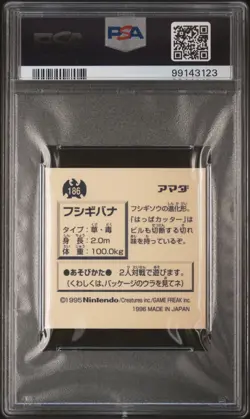 PSA
99143123
186
アマダ
フシギバナ
タイプ：草・毒
身　長：2.0m
体　重：100.0kg
フシギソウの進化形。
「はっぱカッター」は
ビルも切断する切れ
味を持っているぞ。
●あそびかた● 2人対戦で遊びます。
（くわしくは、パッケージのウラを見てネ）
©1995 Nintendo/Creatures inc./GAME FREAK inc.
1996 MADE IN JAPAN